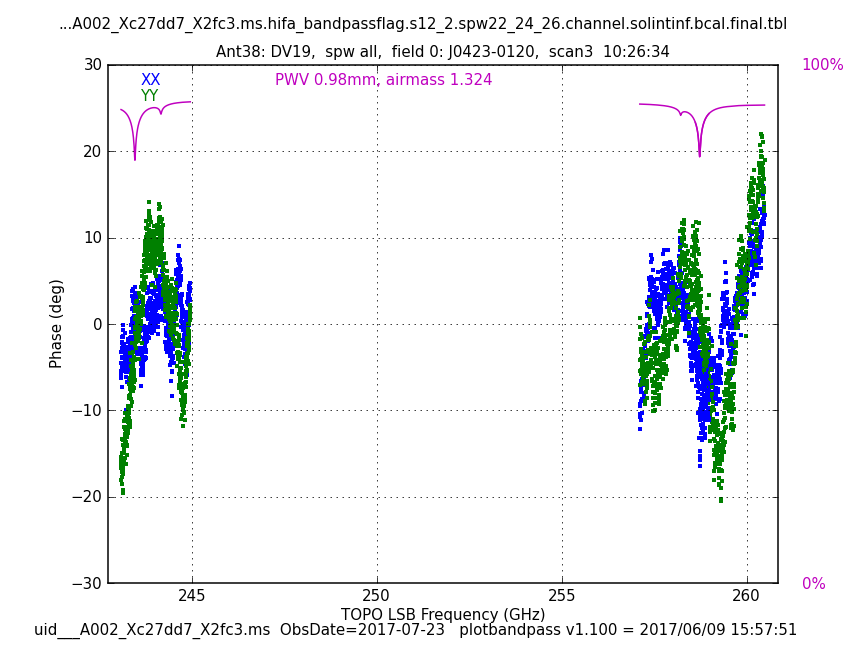 ...A002_Xc27dd7_X2fc3.ms.hifa_bandpassflag.s12_2.spw22_24_26.channel.solintinf.bcal.final.tbl
Ant38: DV19,  spw all,  field 0: J0423-0120,  scan3  10:26:34
30
XX
PWV 0.98mm, airmass 1.324
100%
YY
20
10
0
Phase (deg)
−10
−20
−30
0%
245
250
255
260
TOPO LSB Frequency (GHz)
uid___A002_Xc27dd7_X2fc3.ms  ObsDate=2017-07-23   plotbandpass v1.100 = 2017/06/09 15:57:51